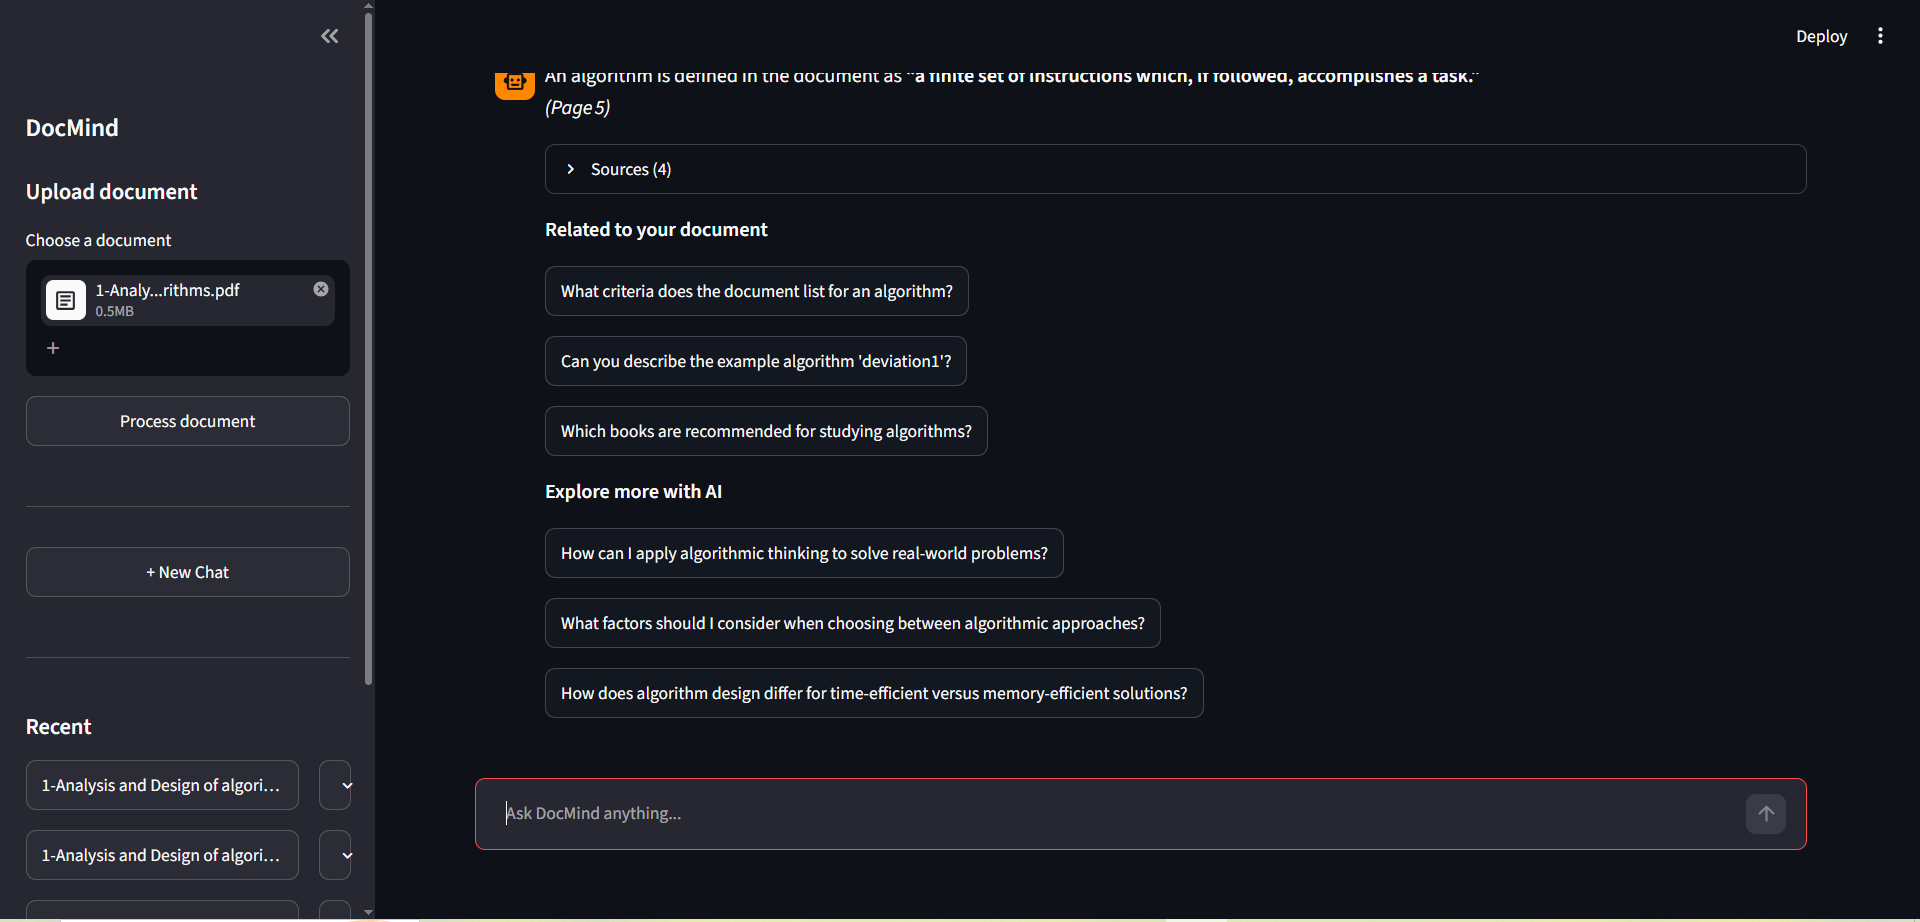 DocMind
Upload document
Choose a document
1-Analy...rithms.pdf
0.5MB
Process document
+ New Chat
Recent
1-Analysis and Design of algori...
1-Analysis and Design of algori...
Deploy
An algorithm is defined in the document as "a finite set of instructions which, if followed, accomplishes a task."
(Page 5)
Sources (4)
Related to your document
What criteria does the document list for an algorithm?
Can you describe the example algorithm 'deviation1'?
Which books are recommended for studying algorithms?
Explore more with AI
How can I apply algorithmic thinking to solve real-world problems?
What factors should I consider when choosing between algorithmic approaches?
How does algorithm design differ for time-efficient versus memory-efficient solutions?
Ask DocMind anything...